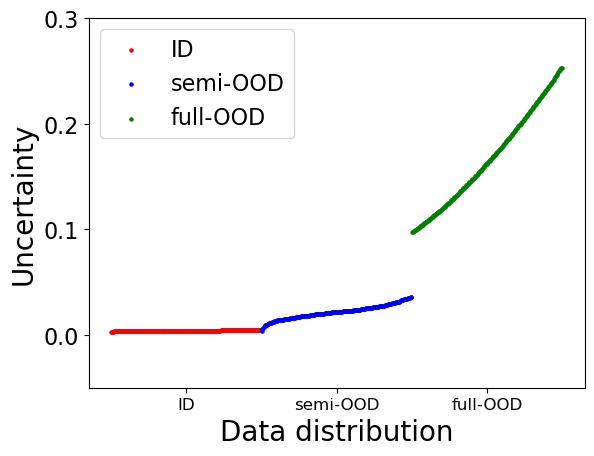 0.3
0.2
0.1
0.0
Uncertainty
ID
semi-OOD
full-OOD
ID semi-OOD full-OOD
Data distribution